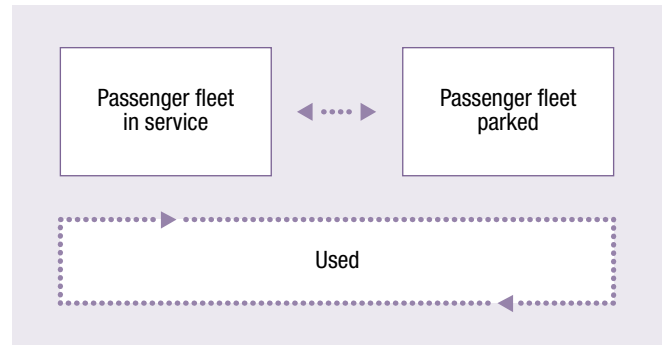 Passenger fleet
in service
Passenger fleet
parked
Used